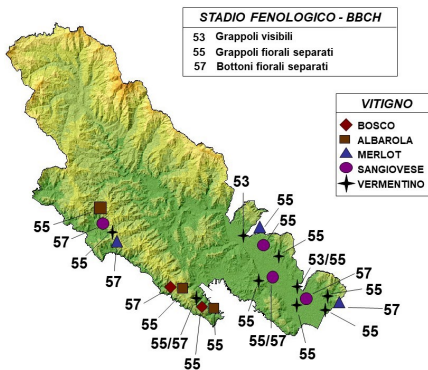 STADIO FENOLOGICO - BBCH
53 Grappoli visibili
55 Grappoli fiorali separati
57 Bottoni fiorali separati
VITIGNO
BOSCO
ALBAROLA
MERLOT
SANGIOVESE
VERMENTINO
53
55
55
55
55
57
55
57
53/55
57
55
57
57
55
55/57
55
55
55
55/57
55
55